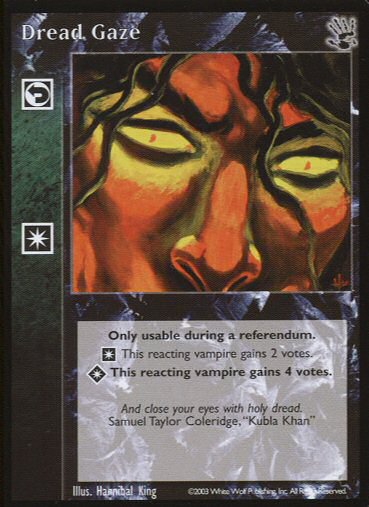 Dread Gaze
Only usable during a referendum.
This reacting vampire gains 2 votes.
This reacting vampire gains 4 votes.
And close your eyes with holy dread.
Samuel Taylor Coleridge, "Kubla Khan"
Illus. Hannibal King ©2003 White Wolf Publishing, Inc. All Rights Reserved.